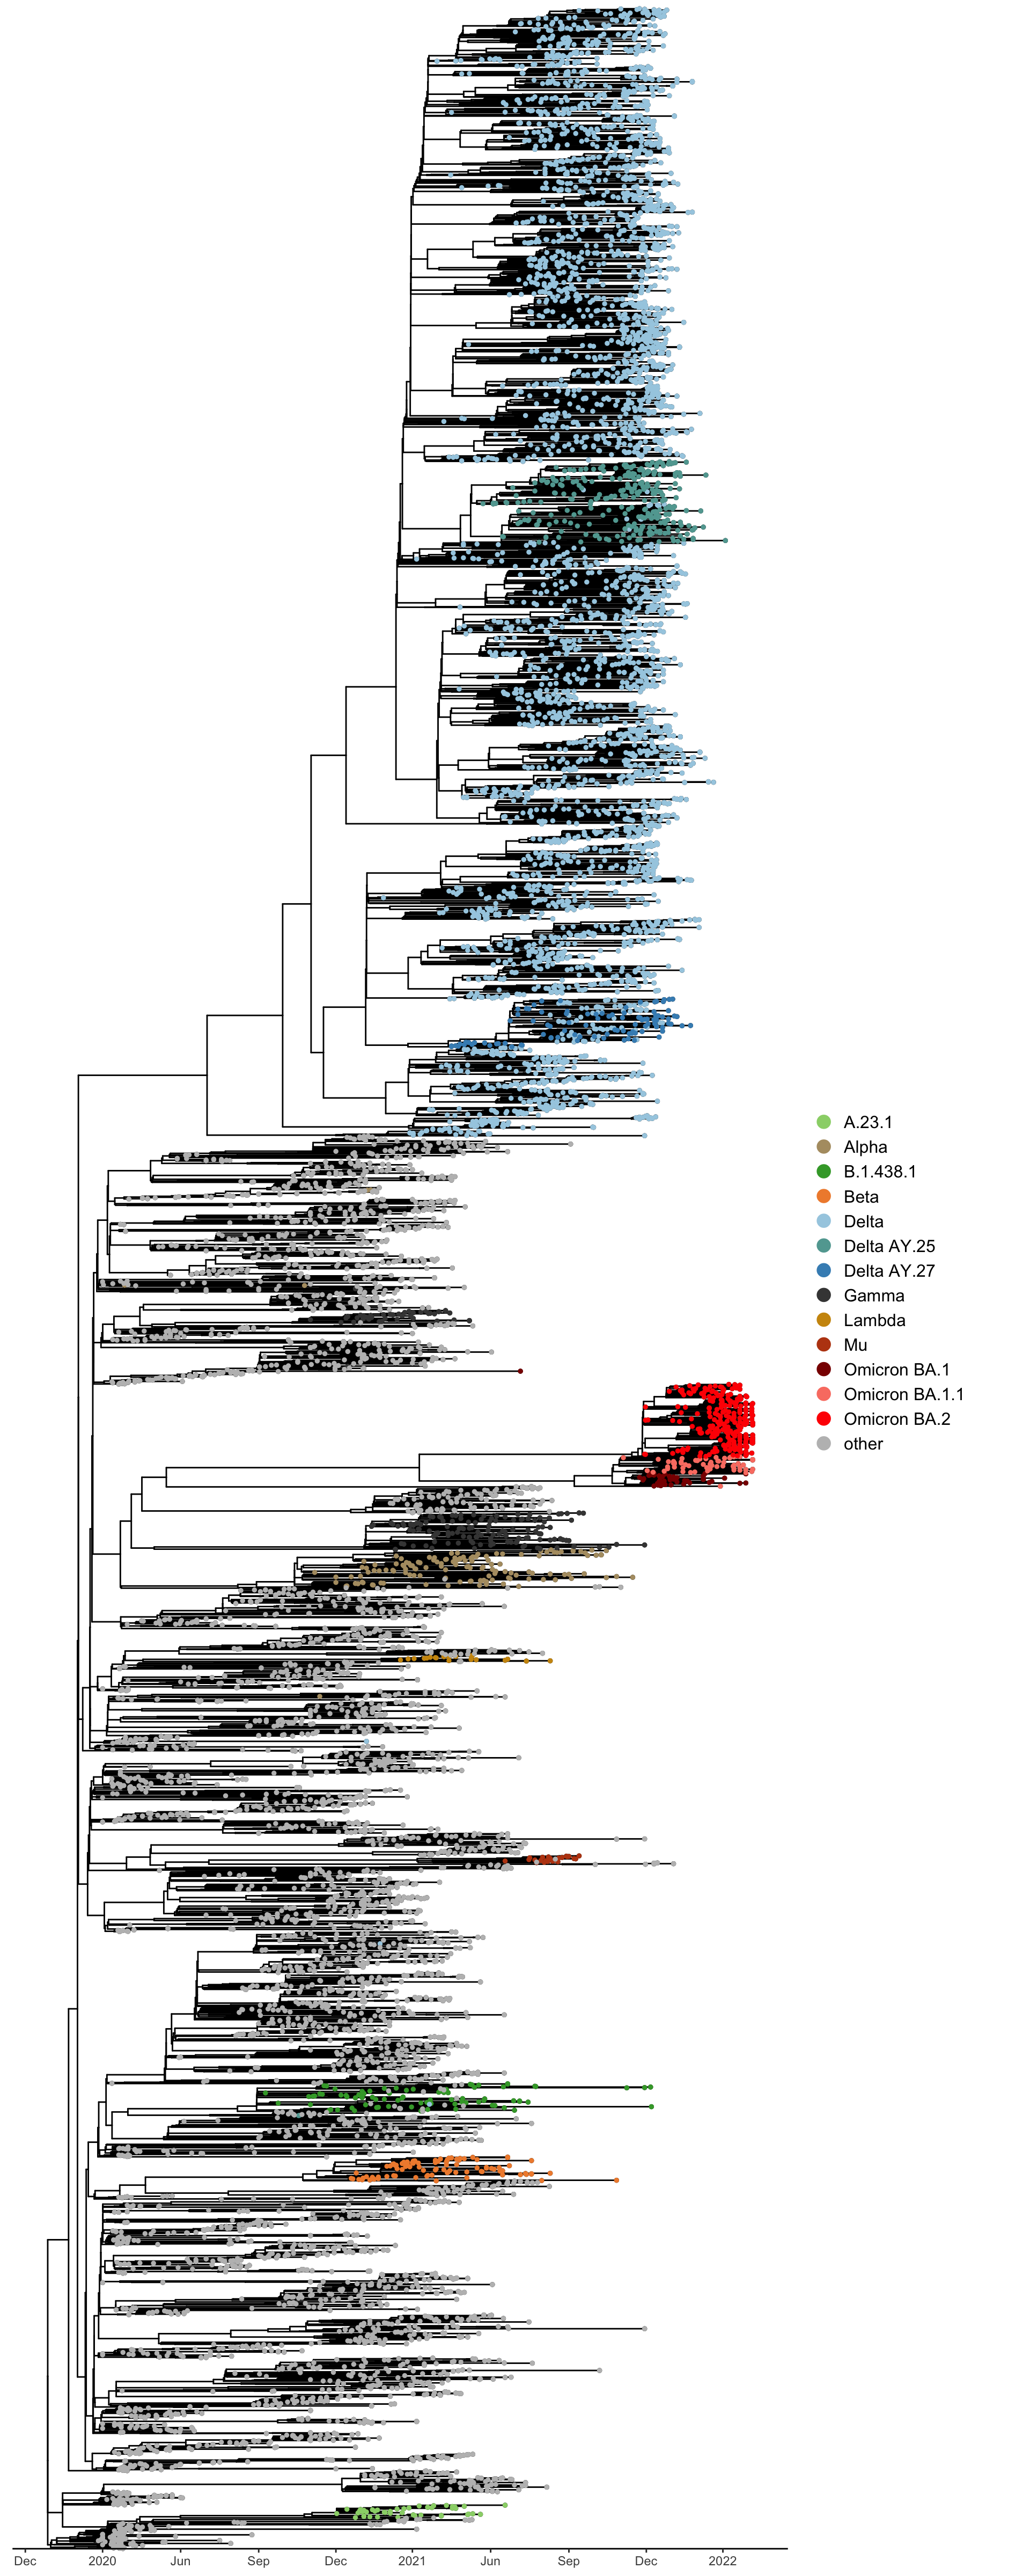 A.23.1
Alpha
B.1.438.1
Beta
Delta
Delta AY.25
Delta AY.27
Gamma
Lambda
Mu
Omicron BA.1
Omicron BA.1.1
Omicron BA.2
other
Dec 2020 Jun Sep Dec 2021 Jun Sep Dec 2022